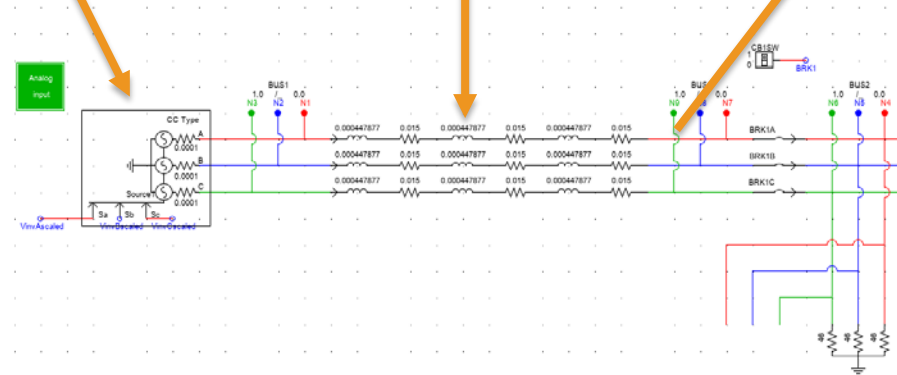 CB1SW
1
0
BRK1
Analog
input
BUS1
/
1.0
0.0
N3
N2
N1
1.0
0.0
N9
N7
BUS2
/
1.0
0.0
N6
N5
N4
CC Type
A
0.0001
B
0.0001
Source
C
0.0001
Sa
Sb
Sc
VinvAscaled
VinvBscaled
VinvCscaled
0.000447877
0.015
0.000447877
0.015
0.000447877
0.015
BRK1A
0.000447877
0.015
0.000447877
0.015
0.000447877
0.015
BRK1B
0.000447877
0.015
0.000447877
0.015
0.000447877
0.015
BRK1C
46
46
46